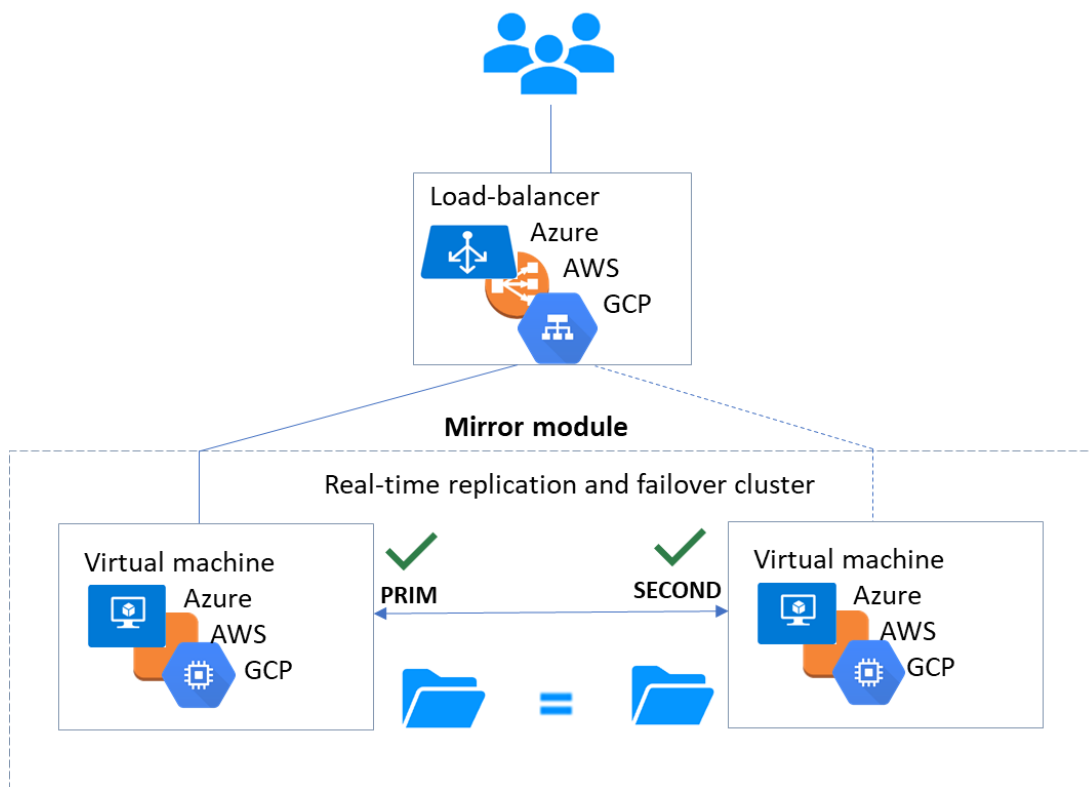 Load-balancer
Azure
AWS
GCP
Mirror module
Real-time replication and failover cluster
Virtual machine
Azure
AWS
GCP
PRIM
SECOND
Virtual machine
Azure
AWS
GCP
=